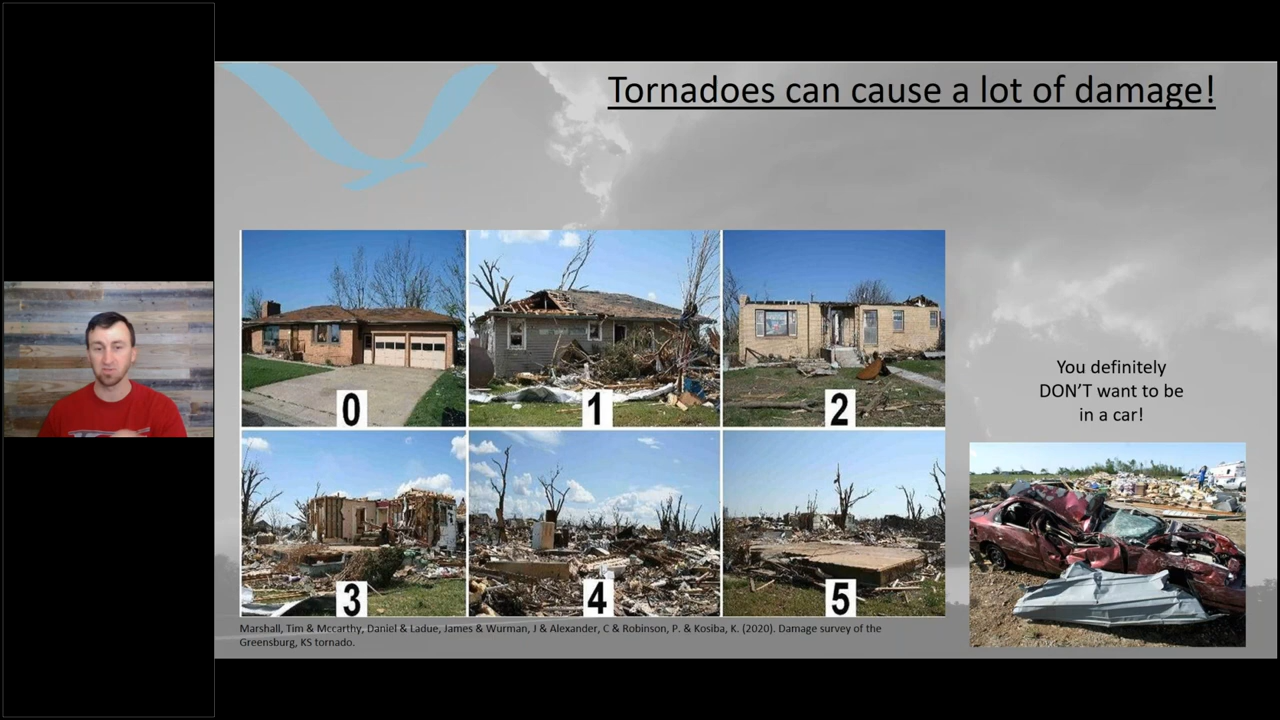 Tornadoes can cause a lot of damage!
0
1
2
You definitely
DON'T want to be
in a car!
3
4
5
Marshall, Tim & Mccarthy, Daniel & Ladue, James & Wurman, J & Alexander, C & Robinson, P. & Kosiba, K. (2020). Damage survey of the
Greensburg, KS tornado.